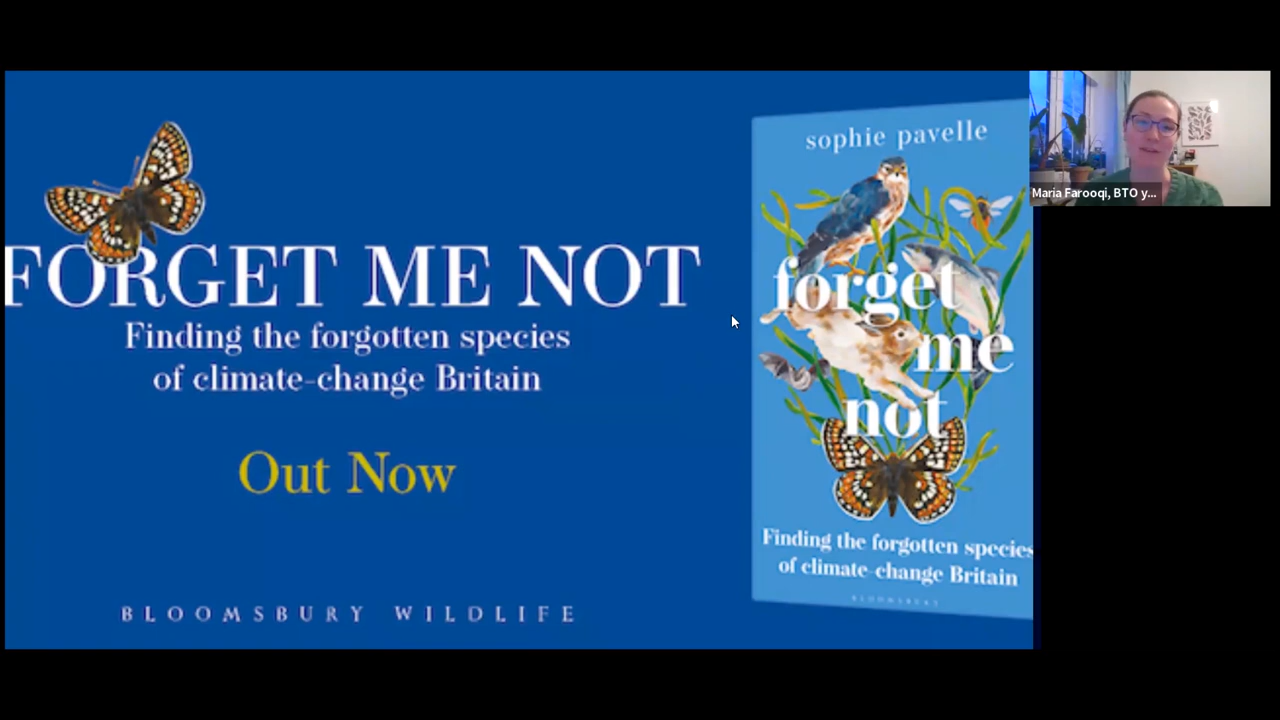 FORGET ME NOT
Finding the forgotten species
of climate-change Britain
Out Now
BLOOMSBURY WILDLIFE
sophie pavelle
forget
me
not
Finding the forgotten species
of climate-change Britain
BLOOMSBURY
Maria Farooqi, BTO y...